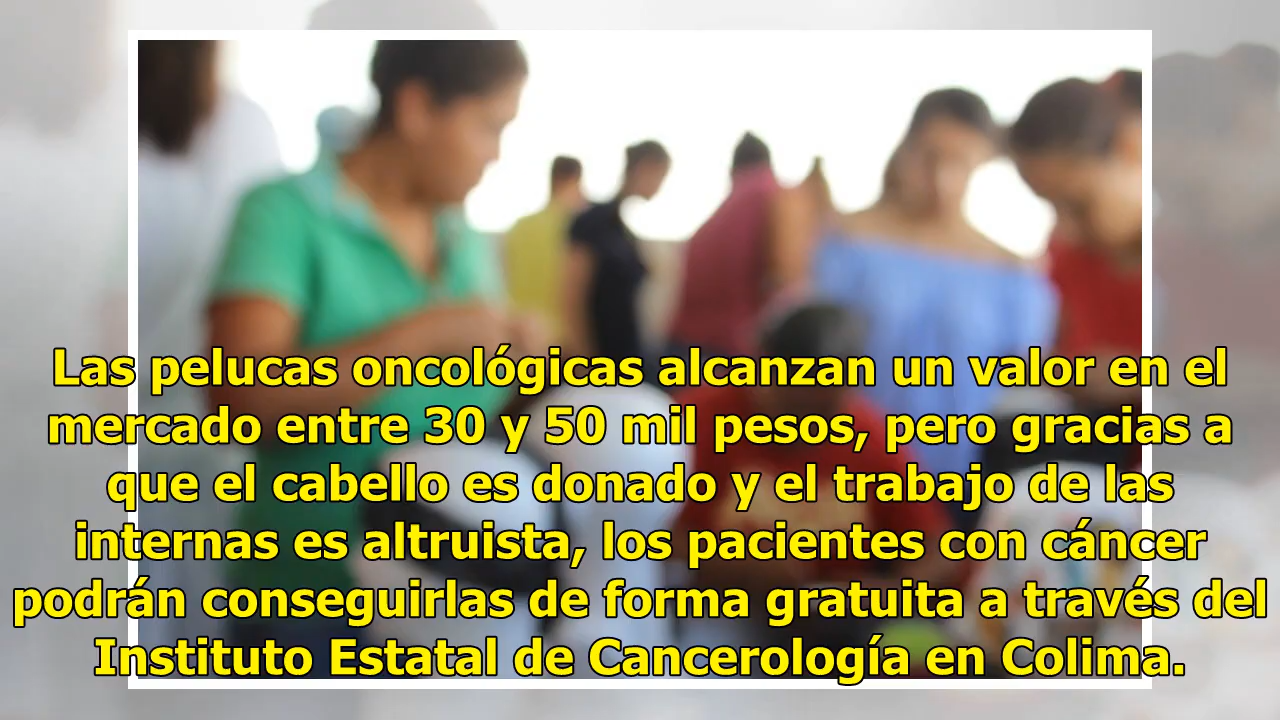 Las pelucas oncológicas alcanzan un valor en el
mercado entre 30 y 50 mil pesos, pero gracias a
que el cabello es donado y el trabajo de las
internas es altruista, los pacientes con cáncer
podrán conseguirlas de forma gratuita a través del
Instituto Estatal de Cancerología en Colima.